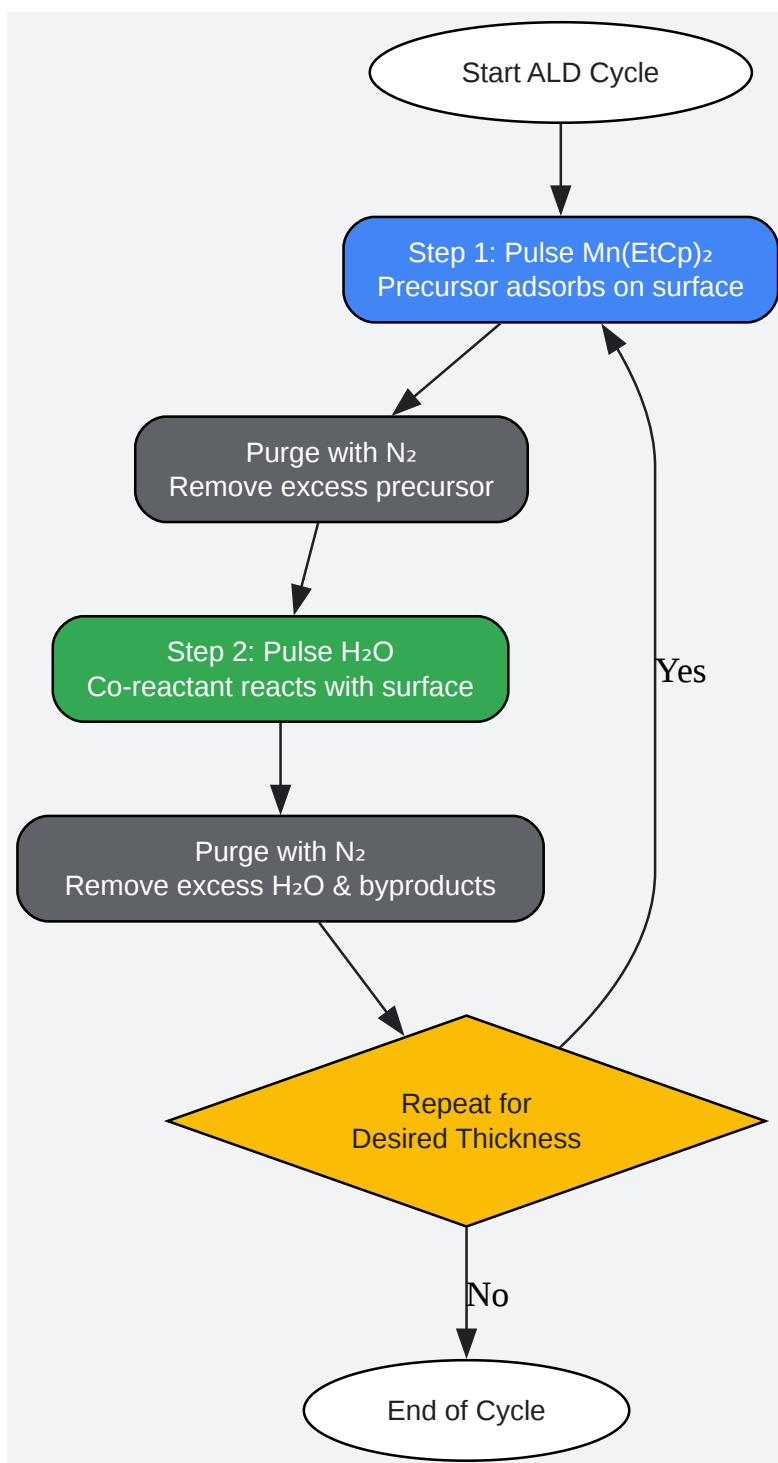 Start ALD Cycle
Step 1: Pulse Mn(EtCp)₂
Precursor adsorbs on surface
Purge with N₂
Remove excess precursor
Step 2: Pulse H₂O
Co-reactant reacts with surface
Yes
Purge with N₂
Remove excess H₂O & byproducts
Repeat for
Desired Thickness
No
End of Cycle